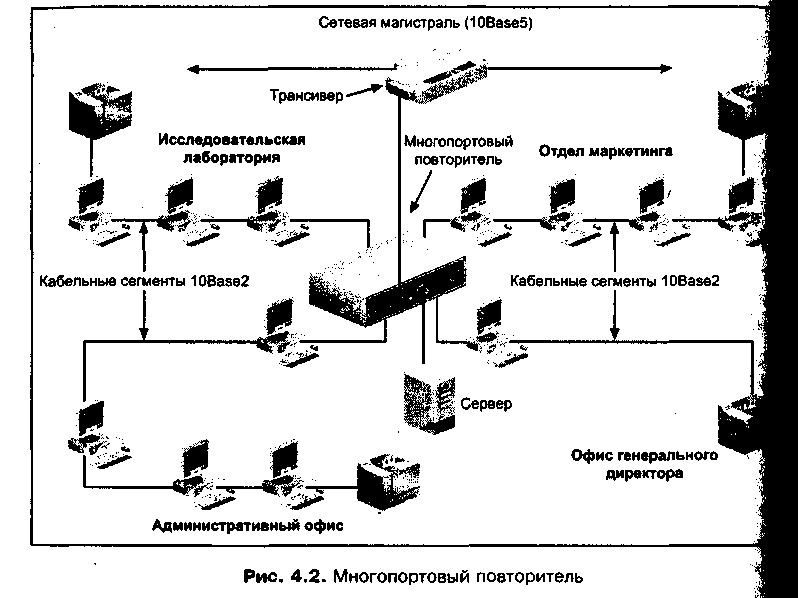 Сетевая магистраль (10Base5)
Трансивер
Исследовательская
лаборатория
Многопортовый
повторитель
Отдел маркетинга
Кабельные сегменты 10Base2
Кабельные сегменты 10Base2
Сервер
Офис генерального
директора
Административный офис
Рис. 4.2. Многопортовый повторитель